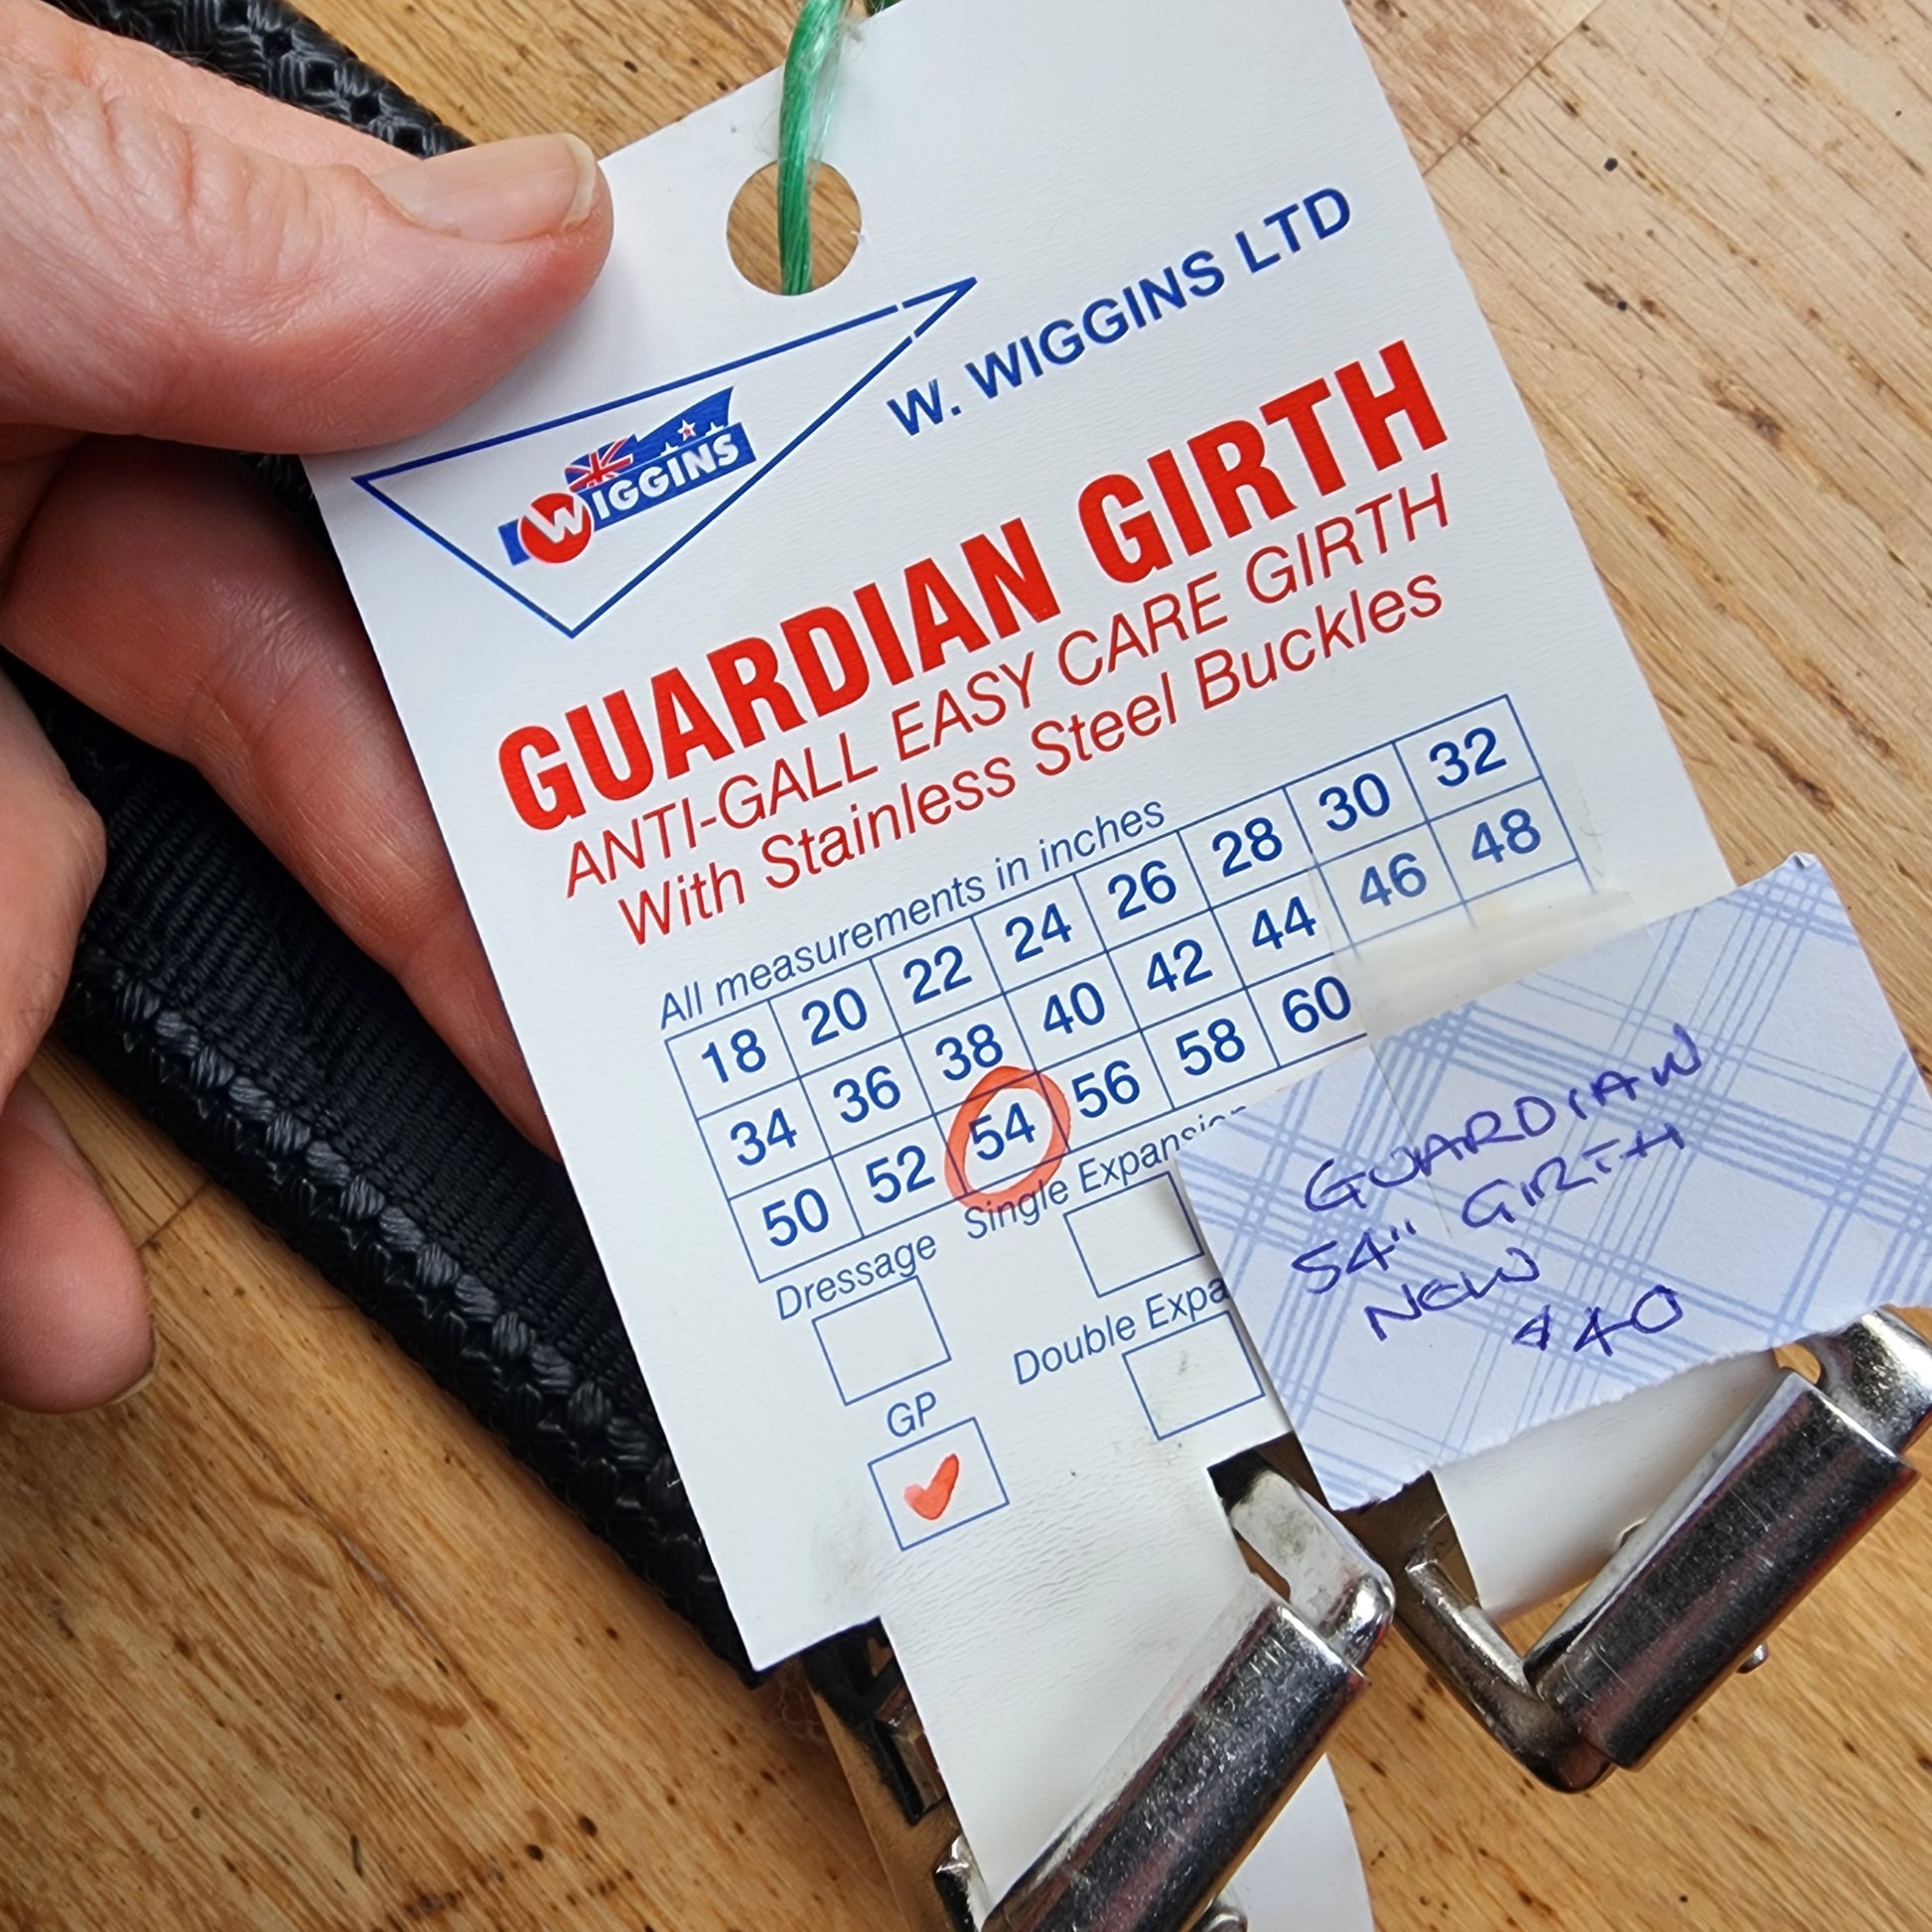 W. WIGGINS LTD
WIGGINS
GUARDIAN GIRTH
ANTI-GALL EASY CARE GIRTH
With Stainless Steel Buckles
All measurements in inches
18 20 22 24 26 28 30 32
34 36 38 40 42 44 46 48
50 52 54 56 58 60
Dressage
Single Expansio
Double Expa
GP
GUARDIAN
54" GIRTH
NEW
$40